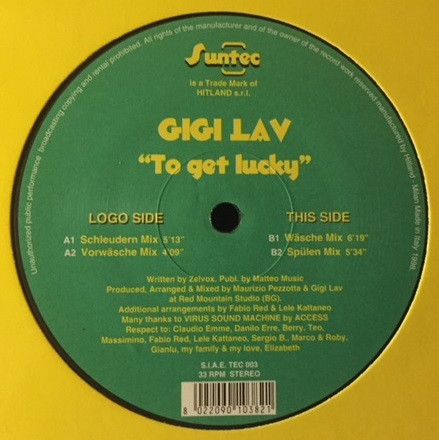 Unauthorized public performance broadcasting copying and rental prohibited. All rights of the manufacturer and of the owner of the record work reserved manufactured by Hitland - Milan Made in Italy 1998.
Suntec
is a Trade Mark of
HITLAND s.r.l.
GIGI LAV
“To get lucky”
LOGO SIDE
A1 Schleudern Mix 5'13"
A2 Vorwäsche Mix 4'09"
THIS SIDE
B1 Wäsche Mix 6'19"
B2 Spülen Mix 5'34"
Written by Zelvox. Publ. by Matteo Music
Produced, Arranged & Mixed by Maurizio Pezzotta & Gigi Lav
at Red Mountain Studio (BG).
Additional arrangements by Fabio Red & Lele Kattaneo
Many thanks to VIRUS SOUND MACHINE by ACCESS
Respect to: Claudio Emme, Danilo Erre, Berry, Teo,
Massimino, Fabio Red, Lele Kattaneo, Sergio B., Marco & Roby,
Gianlu, my family & my love, Elizabeth
S.I.A.E. TEC 003
33 RPM STEREO
8 022090 103821